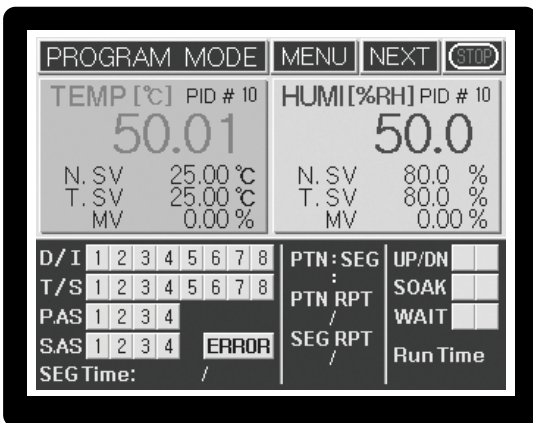 PROGRAM MODE MENU NEXT STOP
TEMP [℃] PID # 10
50.01
N. SV 25.00 ℃
T. SV 25.00 ℃
MV 0.00 %
HUMI [%RH] PID # 10
50.0
N. SV 80.0 %
T. SV 80.0 %
MV 0.00 %
D/I 1 2 3 4 5 6 7 8
T/S 1 2 3 4 5 6 7 8
P.AS 1 2 3 4
S.AS 1 2 3 4 ERROR
SEG Time: /
PTN : SEG
:
PTN RPT
/
SEG RPT
/
UP/DN
SOAK
WAIT
Run Time